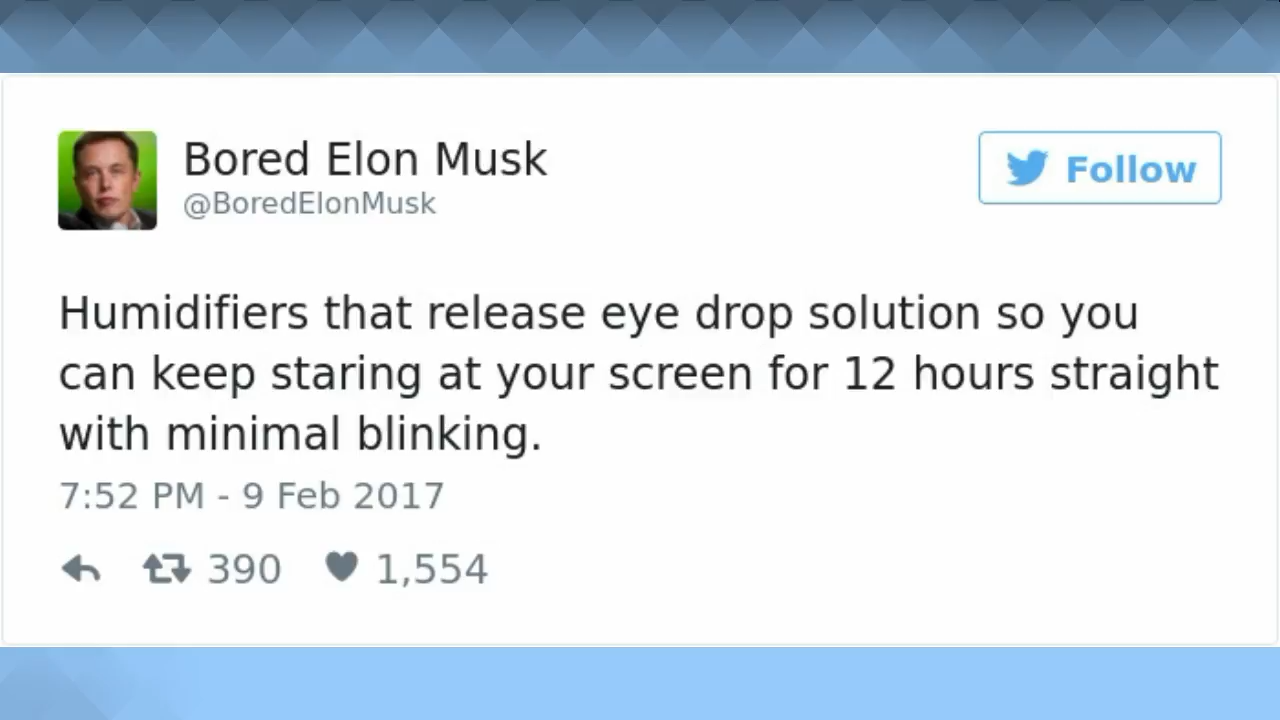 Bored Elon Musk
@BoredElonMusk
Follow
Humidifiers that release eye drop solution so you
can keep staring at your screen for 12 hours straight
with minimal blinking.
7:52 PM - 9 Feb 2017
390 1,554